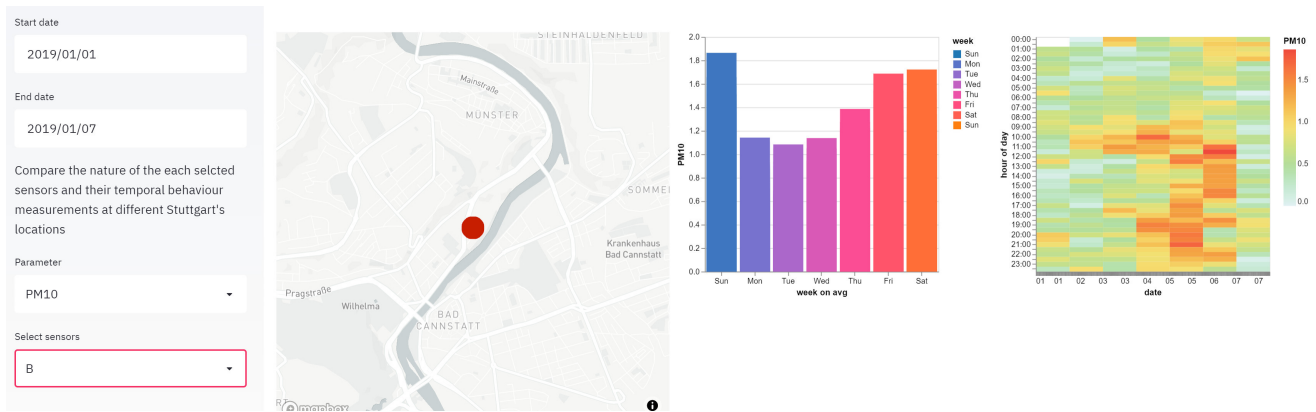 Start date
2019/01/01
End date
2019/01/07
Compare the nature of the each selcted
sensors and their temporal behaviour
measurements at different Stuttgart's
locations
Parameter
PM10
Select sensors
B
STEINHALDENFELD
Mainstraße
MÜNSTER
SOMME
Krankenhaus
Bad Cannstatt
Pragstraße
Wilhelma
BAD
CANNSTATT
RT
mapbox
PM10
2.0
1.8
1.6
1.4
1.2
1.0
0.8
0.6
0.4
0.2
0.0
Sun Mon Tue Wed Thu Fri Sat
week on avg
week
Sun
Mon
Tue
Wed
Thu
Fri
Sat
Sun
hour of day
00:00
01:00
02:00
03:00
04:00
05:00
06:00
07:00
08:00
09:00
10:00
11:00
12:00
13:00
14:00
15:00
16:00
17:00
18:00
19:00
20:00
21:00
22:00
23:00
01 01 02 03 03 04 05 05 06 07 07
date
PM10
1.5
1.0
0.5
0.0